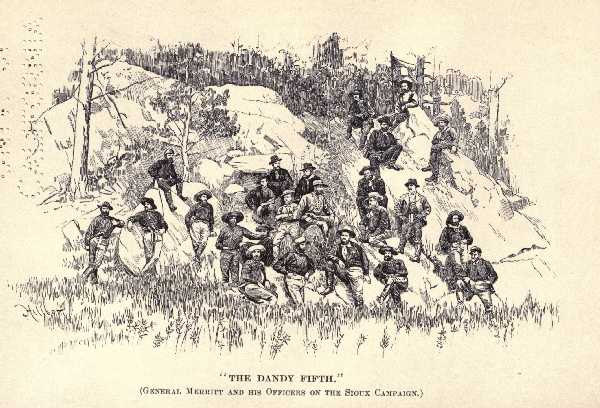 "THE DANDY FIFTH."
(GENERAL MERRITT AND HIS OFFICERS ON THE SIOUX CAMPAIGN.)